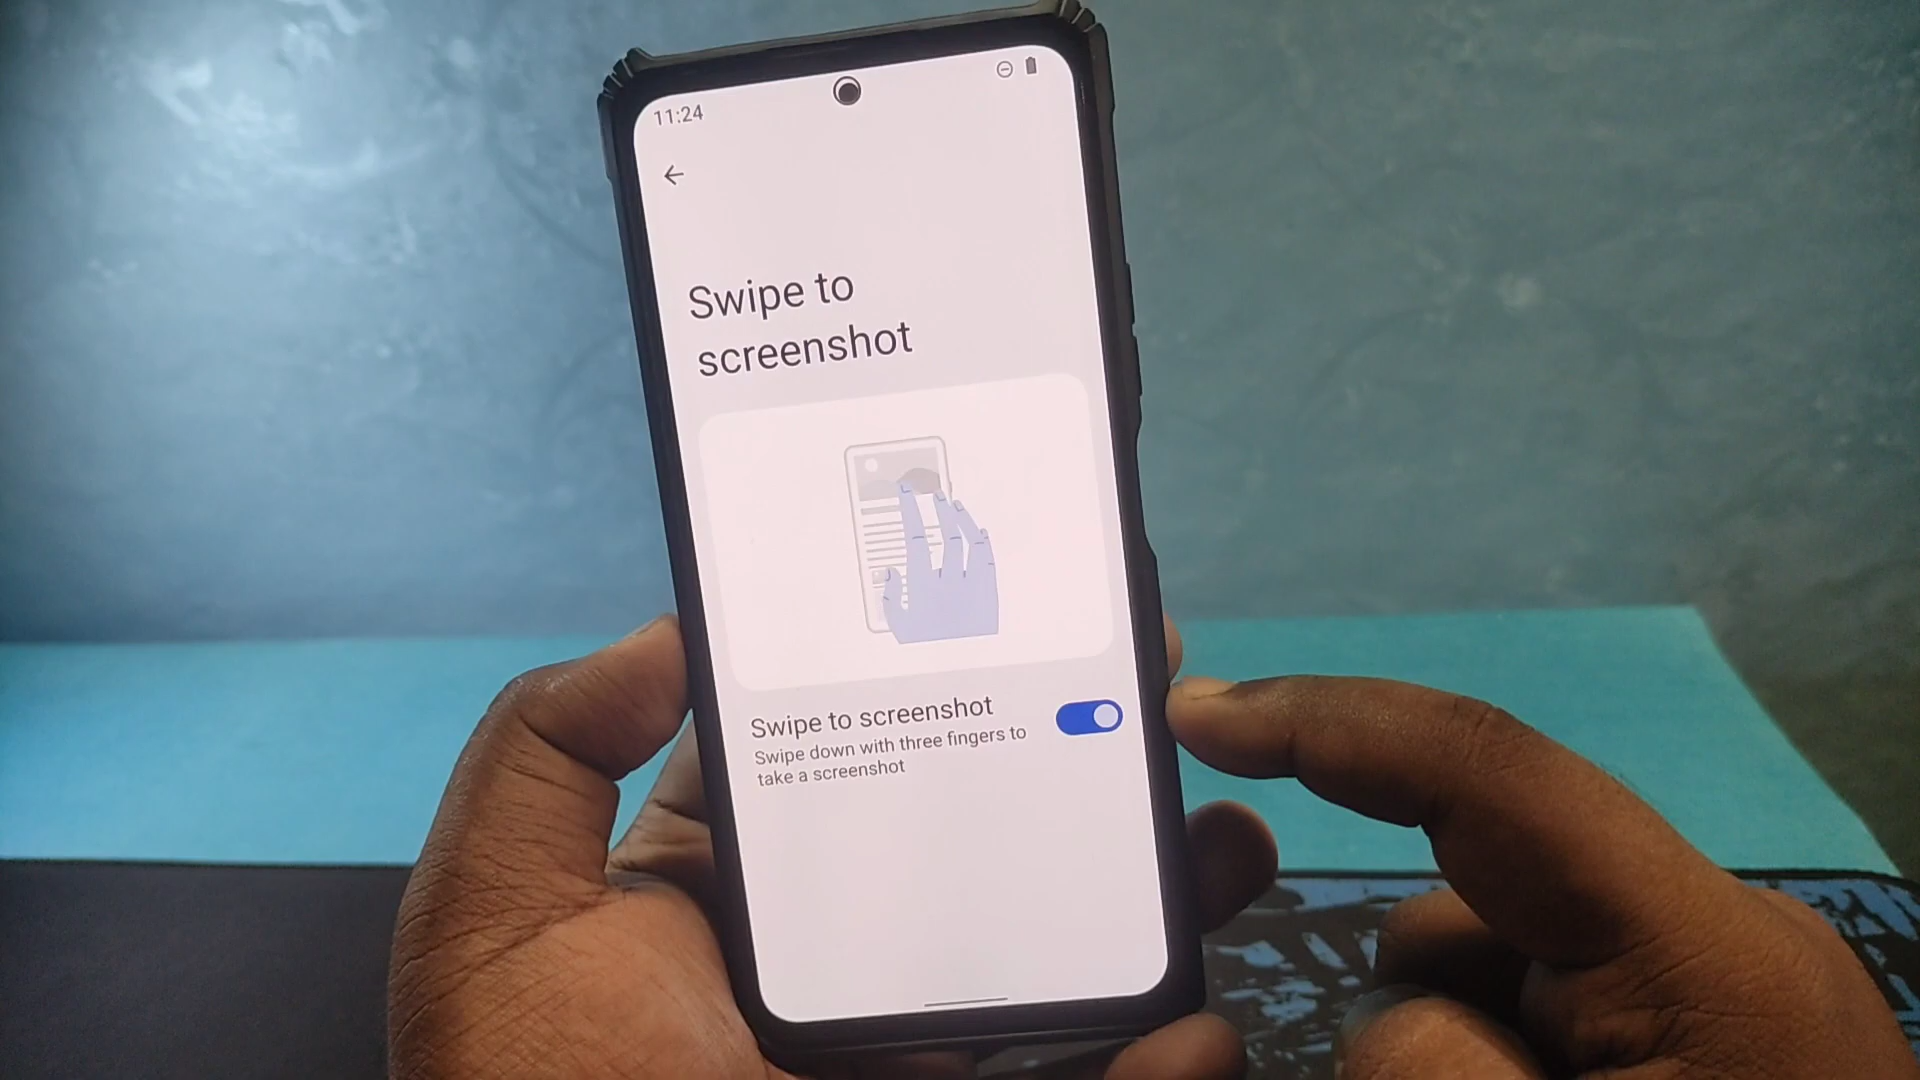 11:24
Swipe to
screenshot
Swipe to screenshot
Swipe down with three fingers to
take a screenshot